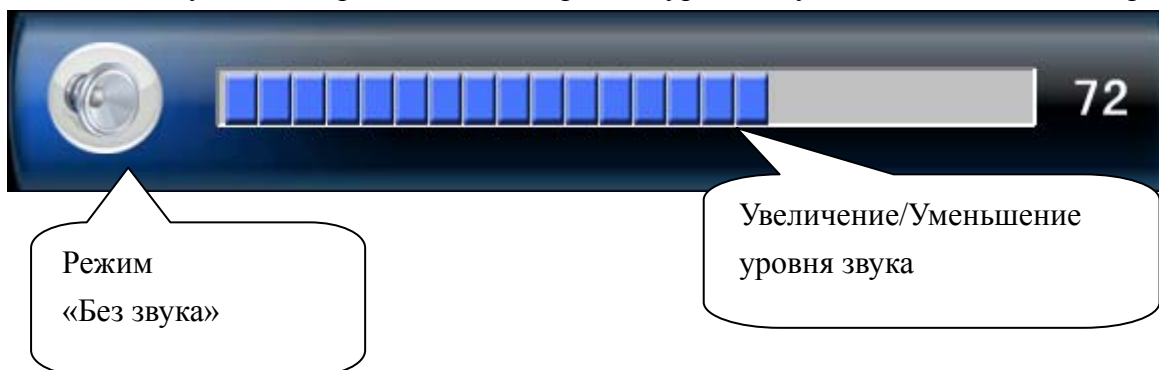 72
Увеличение/Уменьшение
уровня звука
Режим
«Без звука»